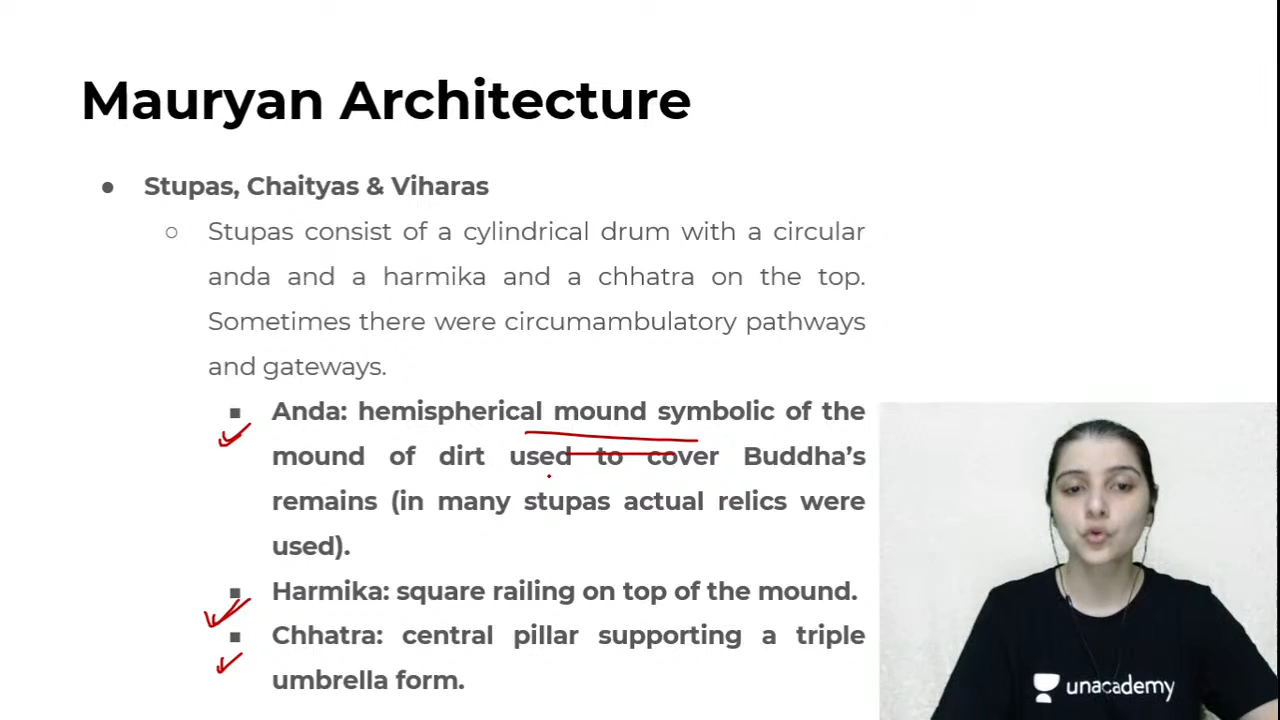 Mauryan Architecture
● Stupas, Chaityas & Viharas
○ Stupas consist of a cylindrical drum with a circular
anda and a harmika and a chhatra on the top.
Sometimes there were circumambulatory pathways
and gateways.
■ Anda: hemispherical mound symbolic of the
mound of dirt used to cover Buddha’s
remains (in many stupas actual relics were
used).
■ Harmika: square railing on top of the mound.
■ Chhatra: central pillar supporting a triple
umbrella form.
unacademy